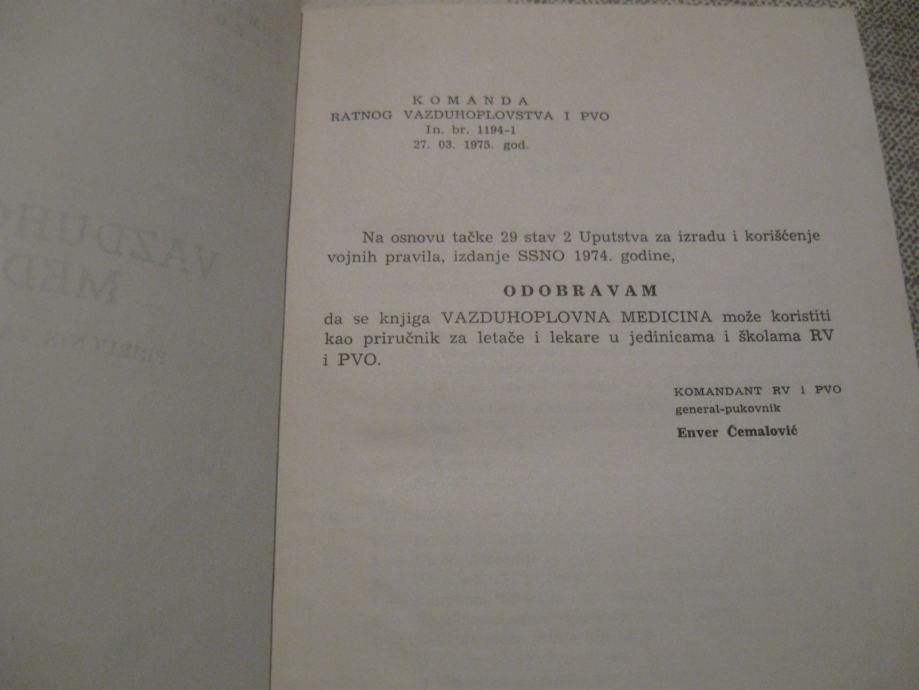 KOMANDA
RATNOG VAZDUHOPLOVSTVA I PVO
In. br. 1194-1
27. 03. 1975. god.
Na osnovu tačke 29 stav 2 Uputstva za izradu i korišćenje
vojnih pravila, izdanje SSNO 1974. godine,
ODOBRAVAM
da se knjiga VAZDUHOPLOVNA MEDICINA može koristiti
kao priručnik za letače i lekare u jedinicama i školama RV
i PVO.
KOMANDANT RV I PVO
general-pukovnik
Enver Ćemalović